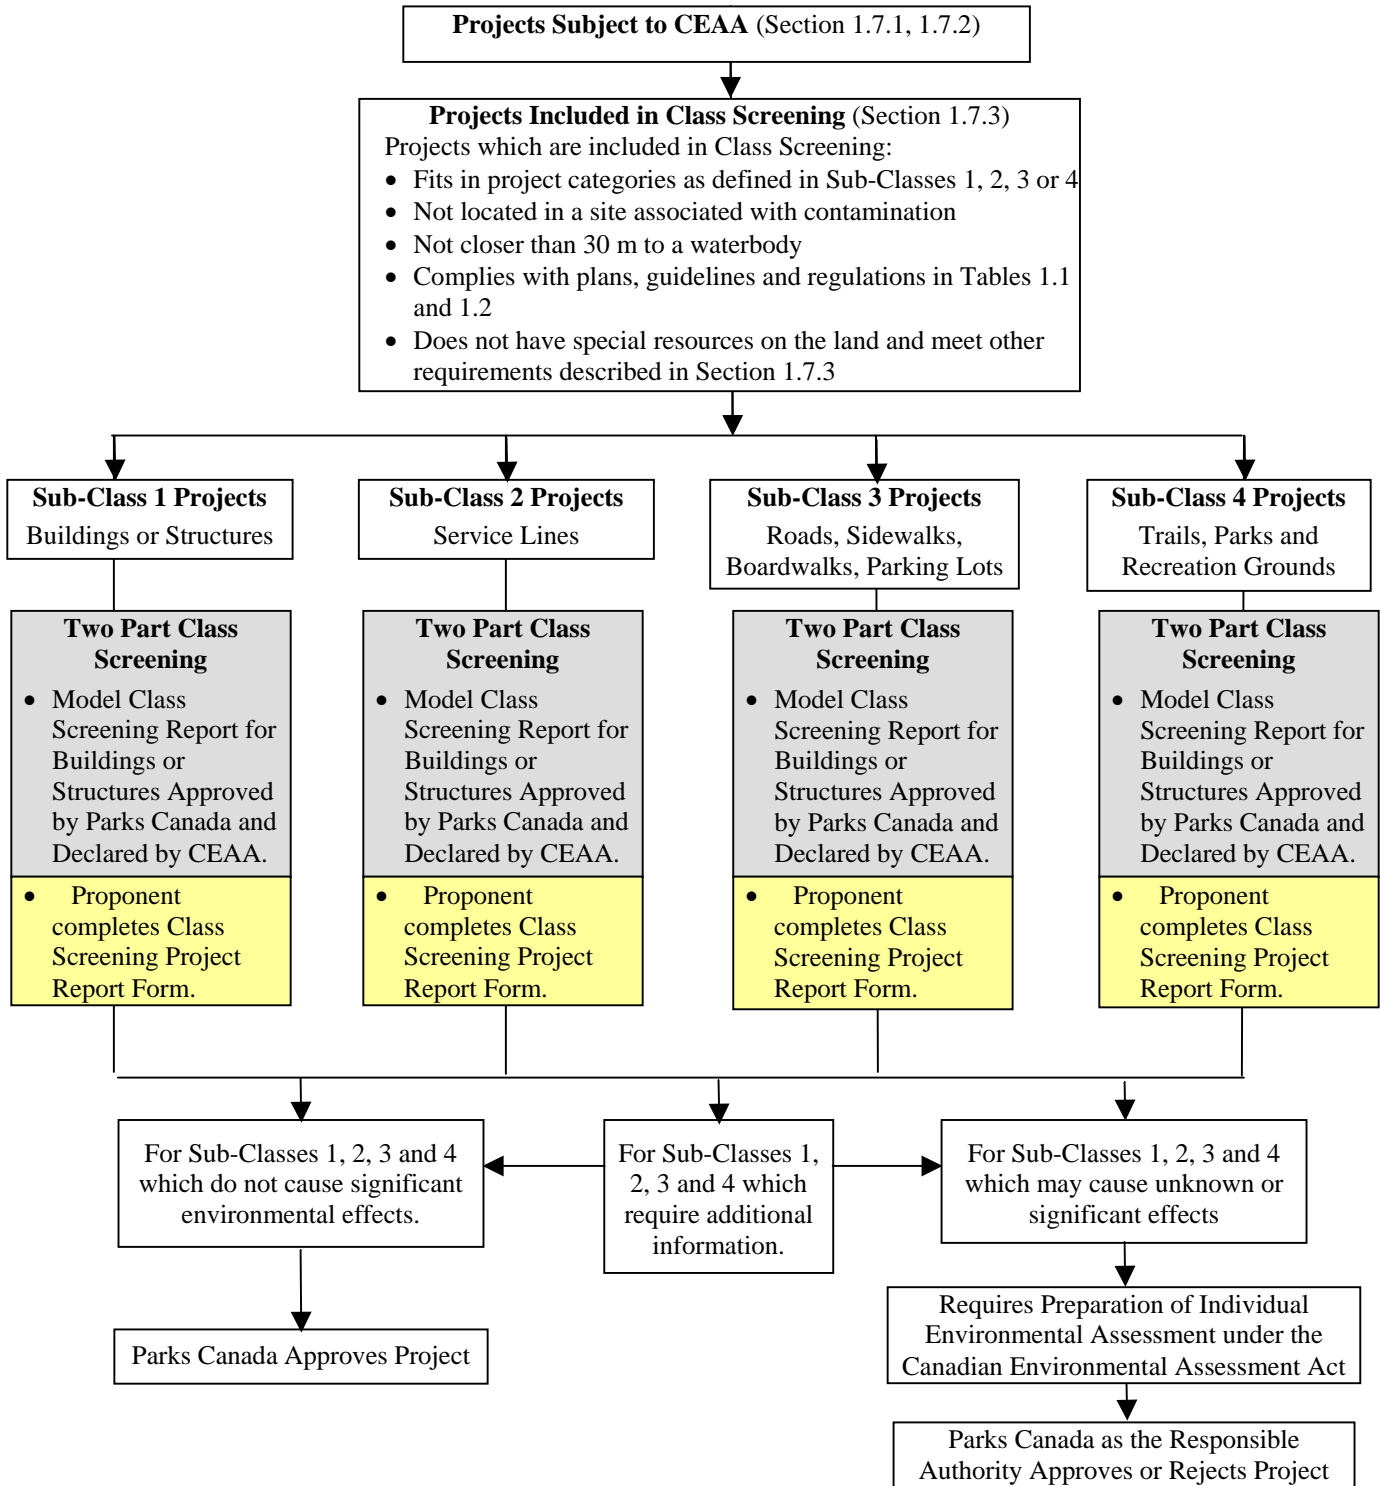 Projects Subject to CEAA (Section 1.7.1, 1.7.2)
Projects Included in Class Screening (Section 1.7.3)
Projects which are included in Class Screening:
• Fits in project categories as defined in Sub-Classes 1, 2, 3 or 4
• Not located in a site associated with contamination
• Not closer than 30 m to a waterbody
• Complies with plans, guidelines and regulations in Tables 1.1
and 1.2
• Does not have special resources on the land and meet other
requirements described in Section 1.7.3
Sub-Class 1 Projects
Buildings or Structures
Sub-Class 2 Projects
Service Lines
Sub-Class 3 Projects
Roads, Sidewalks,
Boardwalks, Parking Lots
Sub-Class 4 Projects
Trails, Parks and
Recreation Grounds
Two Part Class
Screening
• Model Class
Screening Report for
Buildings or
Structures Approved
by Parks Canada and
Declared by CEAA.
• Proponent
completes Class
Screening Project
Report Form.
Two Part Class
Screening
• Model Class
Screening Report for
Buildings or
Structures Approved
by Parks Canada and
Declared by CEAA.
• Proponent
completes Class
Screening Project
Report Form.
Two Part Class
Screening
• Model Class
Screening Report for
Buildings or
Structures Approved
by Parks Canada and
Declared by CEAA.
• Proponent
completes Class
Screening Project
Report Form.
Two Part Class
Screening
• Model Class
Screening Report for
Buildings or
Structures Approved
by Parks Canada and
Declared by CEAA.
• Proponent
completes Class
Screening Project
Report Form.
For Sub-Classes 1, 2, 3 and 4
which do not cause significant
environmental effects.
For Sub-Classes 1,
2, 3 and 4 which
require additional
information.
For Sub-Classes 1, 2, 3 and 4
which may cause unknown or
significant effects
Parks Canada Approves Project
Requires Preparation of Individual
Environmental Assessment under the
Canadian Environmental Assessment Act
Parks Canada as the Responsible
Authority Approves or Rejects Project